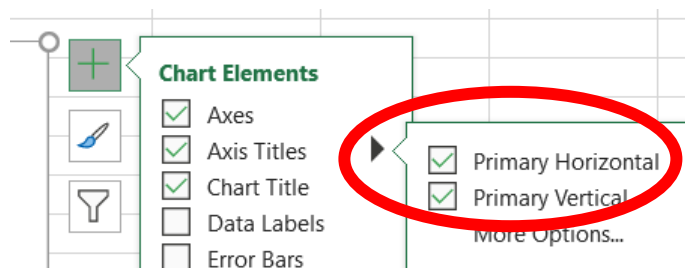 Chart Elements
Axes
Axis Titles
Chart Title
Data Labels
Error Bars
Primary Horizontal
Primary Vertical
More Options...